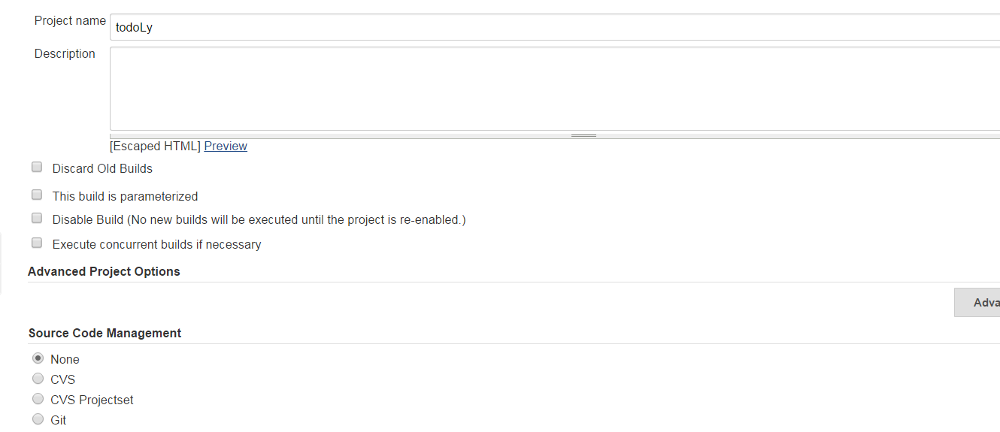 Project name todoLy
Description
[Escaped HTML] Preview
Discard Old Builds
This build is parameterized
Disable Build (No new builds will be executed until the project is re-enabled.)
Execute concurrent builds if necessary
Advanced Project Options
Adva
Source Code Management
None
CVS
CVS Projectset
Git